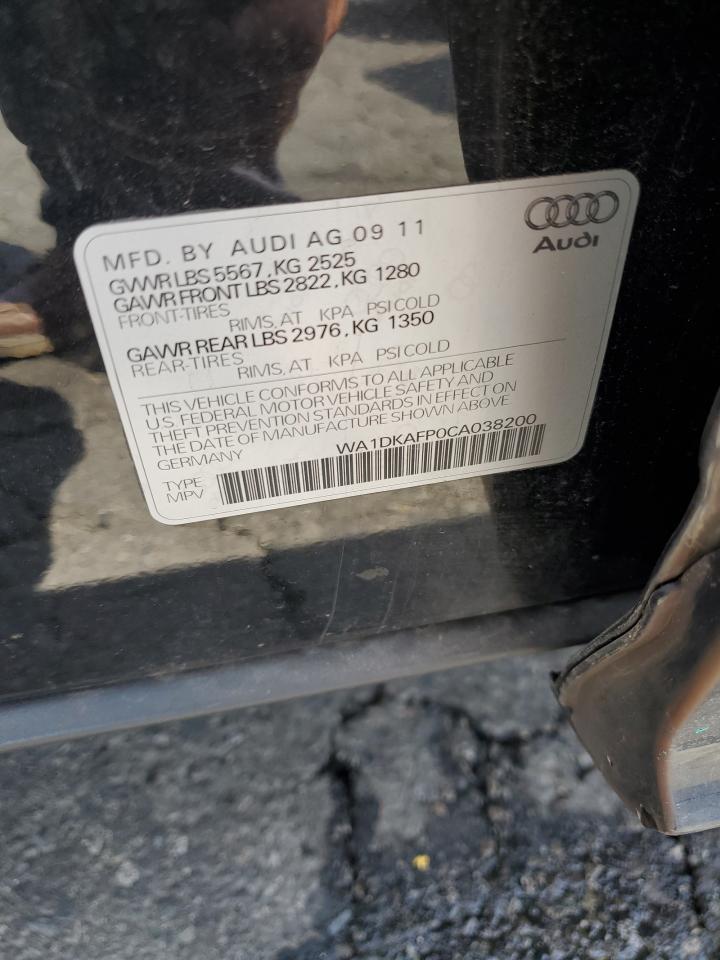 Audi
MFD. BY AUDI AG 09 11
GVWR LBS 5567, KG 2525
GAWR FRONT LBS 2822, KG 1280
FRONT-TIRES RIMS, AT KPA PSI COLD
GAWR REAR LBS 2976, KG 1350
REAR-TIRES RIMS, AT KPA PSI COLD
THIS VEHICLE CONFORMS TO ALL APPLICABLE
U.S. FEDERAL MOTOR VEHICLE SAFETY AND
THEFT PREVENTION STANDARDS IN EFFECT ON
THE DATE OF MANUFACTURE SHOWN ABOVE
GERMANY WA1DKAFP0CA038200
TYPE
MPV